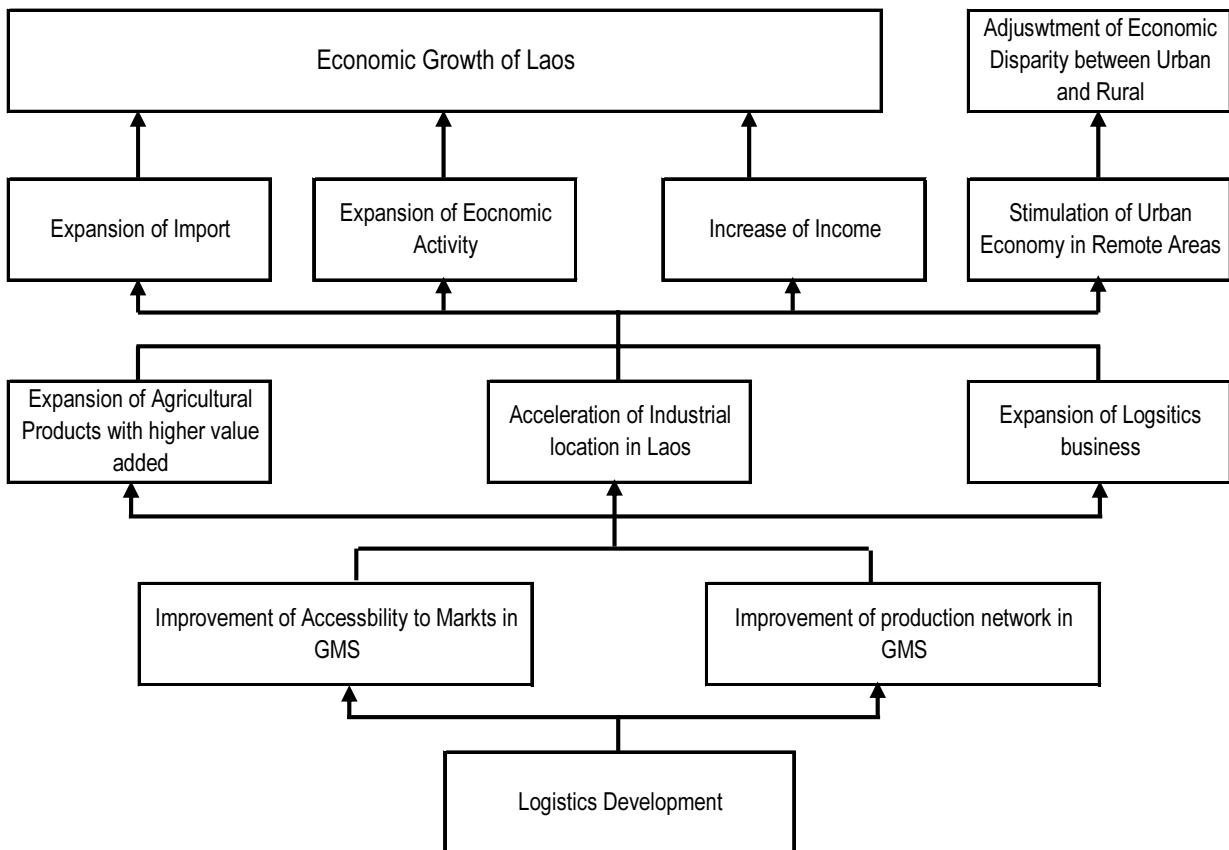 Economic Growth of Laos
Adjuswtment of Economic
Disparity between Urban
and Rural
Expansion of Import
Expansion of Eocnomic
Activity
Increase of Income
Stimulation of Urban
Economy in Remote Areas
Expansion of Agricultural
Products with higher value
added
Acceleration of Industrial
location in Laos
Expansion of Logsitics
business
Improvement of Accessbility to Markts in
GMS
Improvement of production network in
GMS
Logistics Development